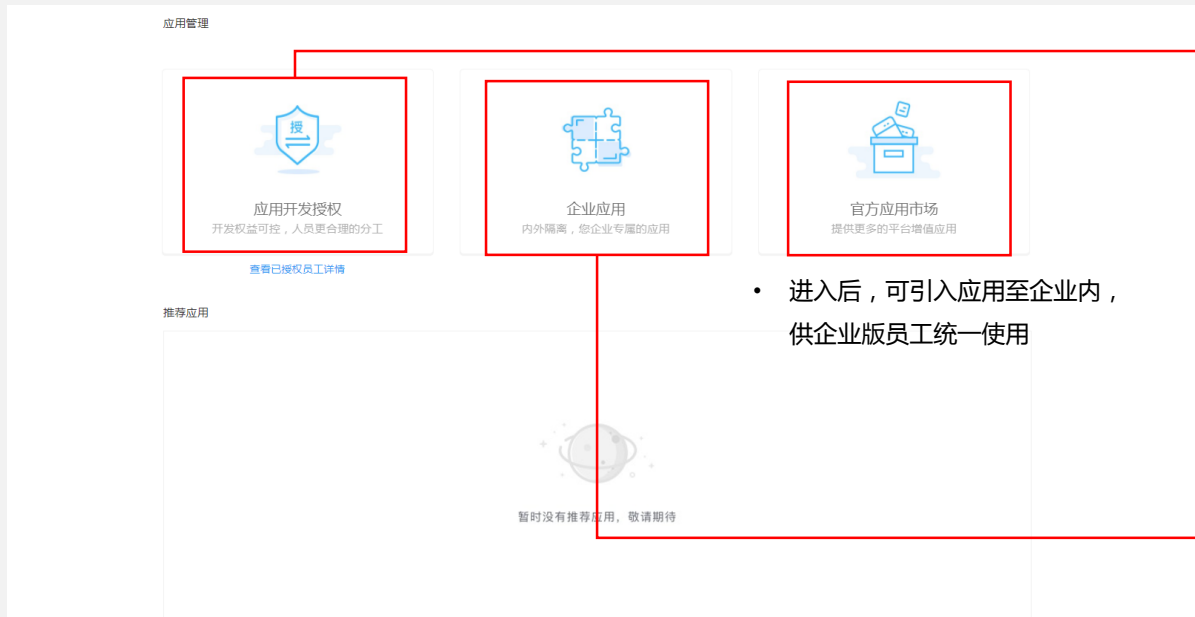 应用管理
授
应用开发授权
开发权益可控，人员更合理的分工
企业应用
内外隔离，您企业专属的应用
官方应用市场
提供更多的平台增值应用
查看已授权员工详情
• 进入后，可引入应用至企业内，
供企业版员工统一使用
推荐应用
暂时没有推荐应用，敬请期待